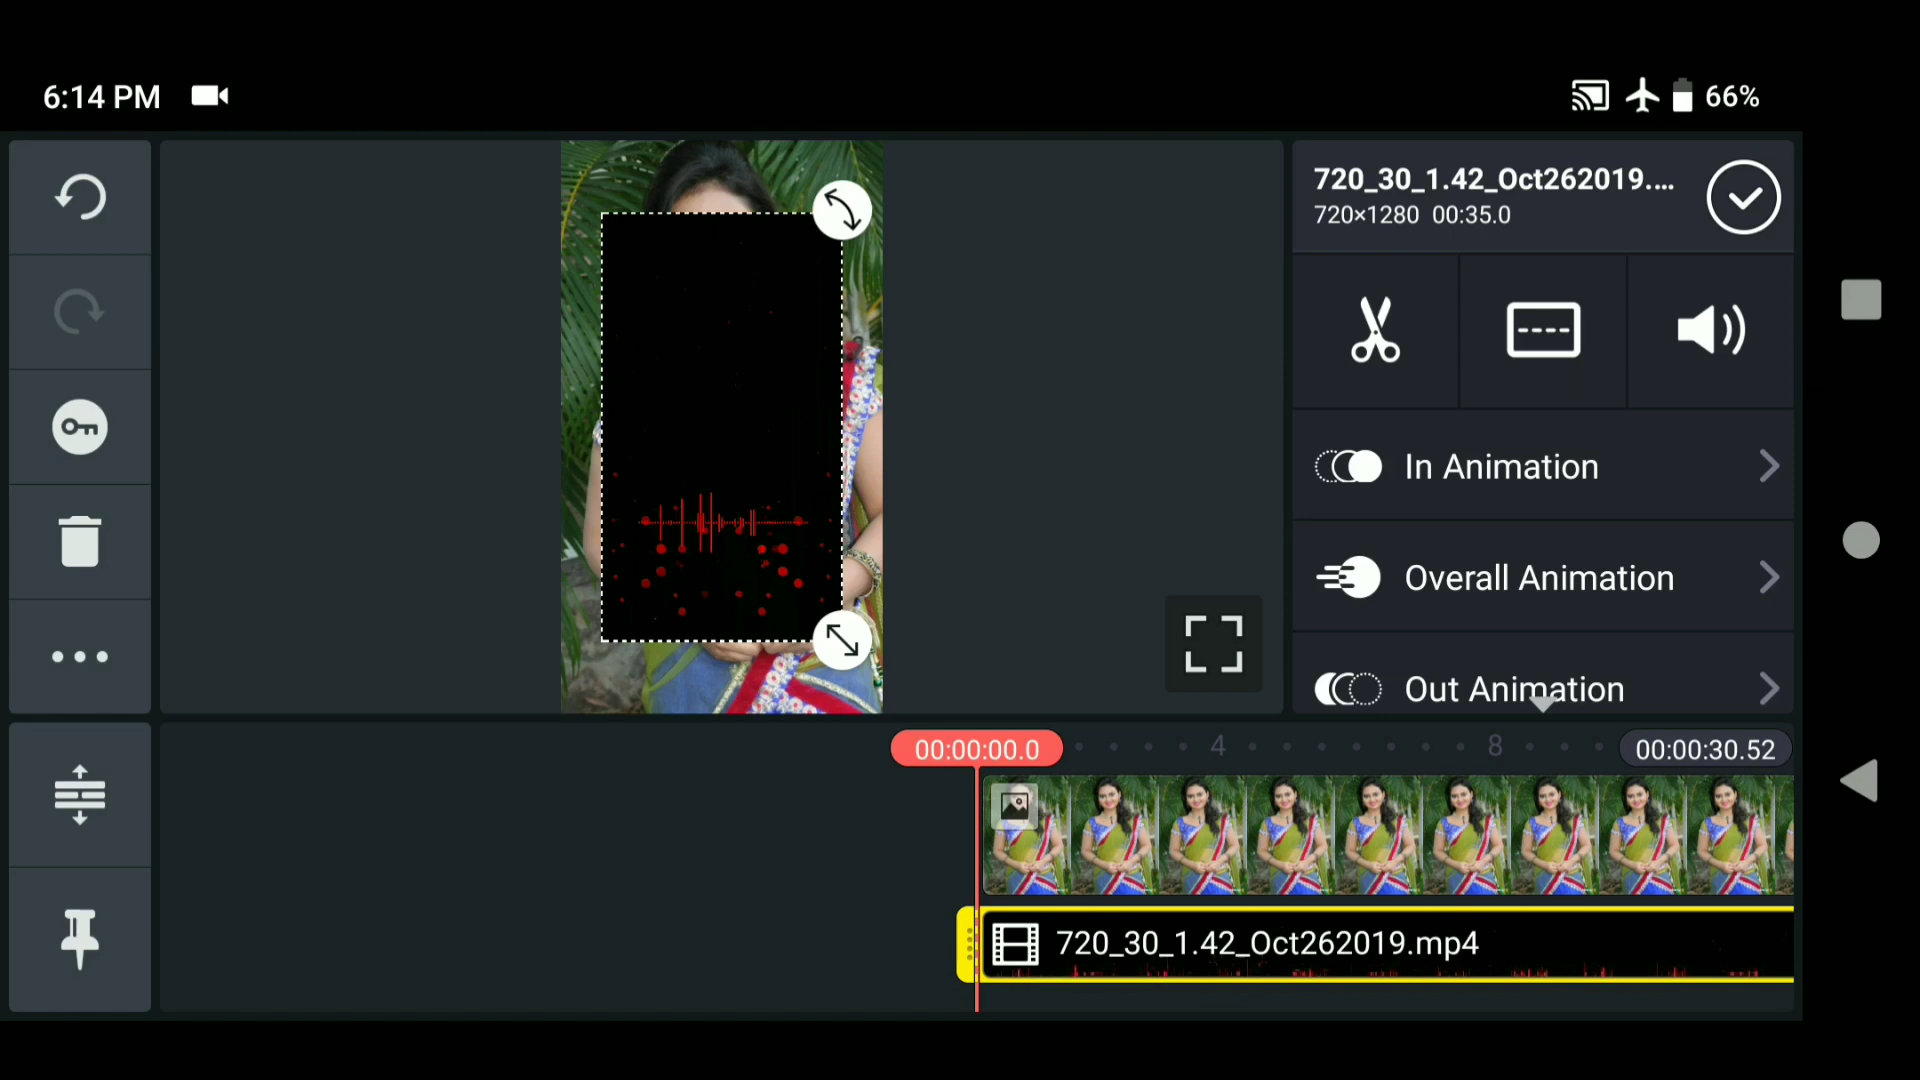 6:14 PM
66%
720_30_1.42_Oct262019....
720×1280 00:35.0
In Animation
Overall Animation
Out Animation
00:00:00.0
4
8
00:00:30.52
720_30_1.42_Oct262019.mp4